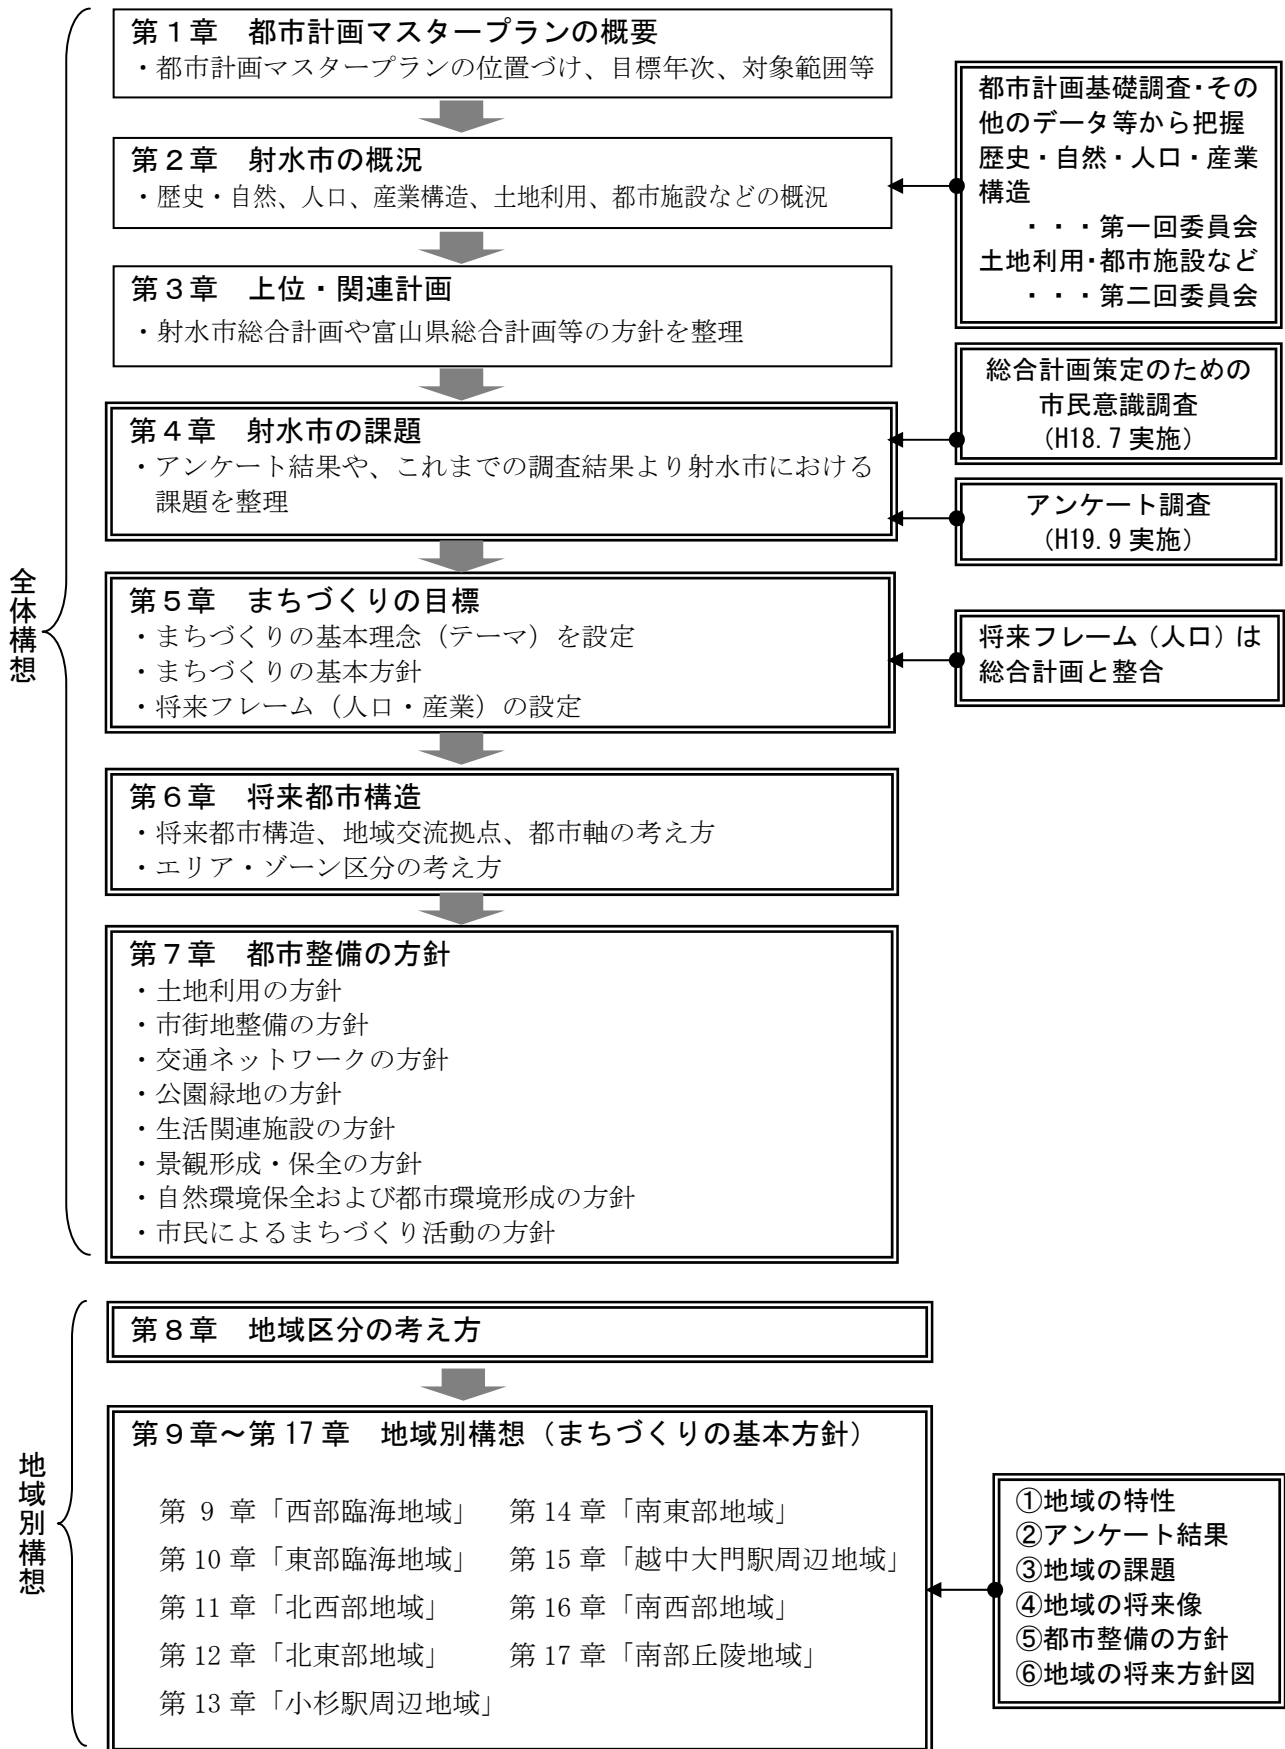 全体構想
第１章　都市計画マスタープランの概要
・都市計画マスタープランの位置づけ、目標年次、対象範囲等
第２章　射水市の概況
・歴史・自然、人口、産業構造、土地利用、都市施設などの概況
都市計画基礎調査・その
他のデータ等から把握
歴史・自然・人口・産業
構造
・・・第一回委員会
土地利用・都市施設など
・・・第二回委員会
第３章　上位・関連計画
・射水市総合計画や富山県総合計画等の方針を整理
第４章　射水市の課題
・アンケート結果や、これまでの調査結果より射水市における
課題を整理
総合計画策定のための
市民意識調査
（H18.7 実施）
アンケート調査
（H19.9 実施）
第５章　まちづくりの目標
・まちづくりの基本理念（テーマ）を設定
・まちづくりの基本方針
・将来フレーム（人口・産業）の設定
将来フレーム（人口）は
総合計画と整合
第６章　将来都市構造
・将来都市構造、地域交流拠点、都市軸の考え方
・エリア・ゾーン区分の考え方
第７章　都市整備の方針
・土地利用の方針
・市街地整備の方針
・交通ネットワークの方針
・公園緑地の方針
・生活関連施設の方針
・景観形成・保全の方針
・自然環境保全および都市環境形成の方針
・市民によるまちづくり活動の方針
地域別構想
第８章　地域区分の考え方
第９章～第 17 章　地域別構想（まちづくりの基本方針）
第 9 章「西部臨海地域」
第 10 章「東部臨海地域」
第 11 章「北西部地域」
第 12 章「北東部地域」
第 13 章「小杉駅周辺地域」
第 14 章「南東部地域」
第 15 章「越中大門駅周辺地域」
第 16 章「南西部地域」
第 17 章「南部丘陵地域」
①地域の特性
②アンケート結果
③地域の課題
④地域の将来像
⑤都市整備の方針
⑥地域の将来方針図